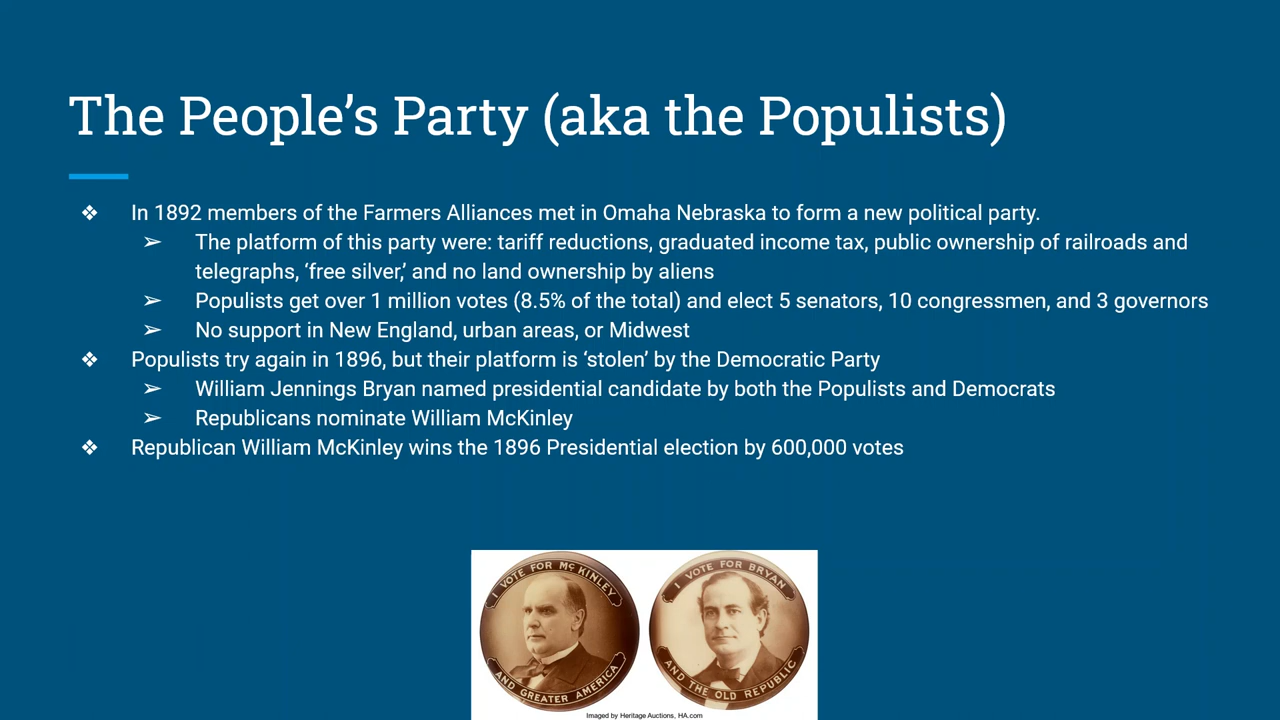 The People's Party (aka the Populists)
❖ In 1892 members of the Farmers Alliances met in Omaha Nebraska to form a new political party.
➢ The platform of this party were: tariff reductions, graduated income tax, public ownership of railroads and
telegraphs, 'free silver,' and no land ownership by aliens
➢ Populists get over 1 million votes (8.5% of the total) and elect 5 senators, 10 congressmen, and 3 governors
➢ No support in New England, urban areas, or Midwest
❖ Populists try again in 1896, but their platform is 'stolen' by the Democratic Party
➢ William Jennings Bryan named presidential candidate by both the Populists and Democrats
➢ Republicans nominate William McKinley
❖ Republican William McKinley wins the 1896 Presidential election by 600,000 votes
I VOTE FOR McKINLEY
AND GREATER AMERICA
I VOTE FOR BRYAN
AND THE OLD REPUBLIC
Imaged by Heritage Auctions, HA.com